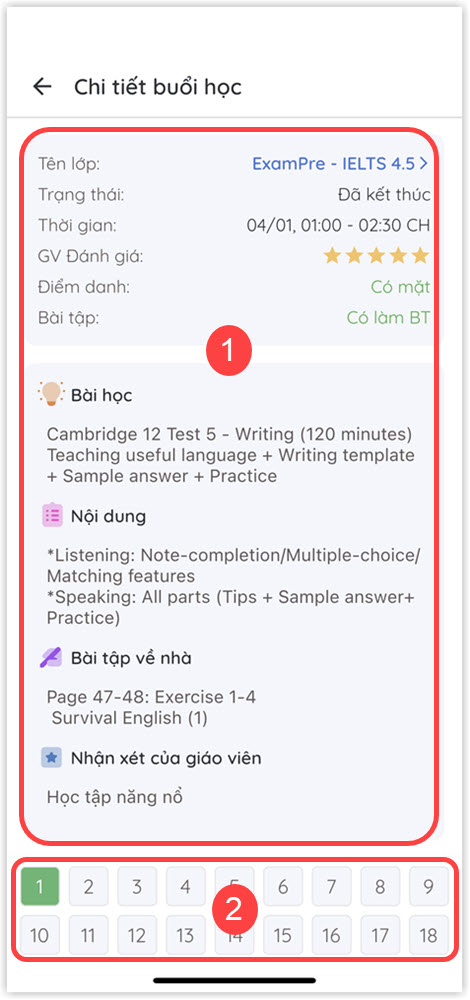 Chi tiết buổi học
Tên lớp: ExamPre - IELTS 4.5
Trạng thái: Đã kết thúc
Thời gian: 04/01, 01:00 - 02:30 CH
GV Đánh giá:
Điểm danh: Có mặt
Bài tập: Có làm BT
1
Bài học
Cambridge 12 Test 5 - Writing (120 minutes)
Teaching useful language + Writing template
+ Sample answer + Practice
Nội dung
*Listening: Note-completion/Multiple-choice/
Matching features
*Speaking: All parts (Tips + Sample answer+
Practice)
Bài tập về nhà
Page 47-48: Exercise 1-4
Survival English (1)
Nhận xét của giáo viên
Học tập năng nổ
1 2 3 4 5 6 7 8 9
2
10 11 12 13 14 15 16 17 18